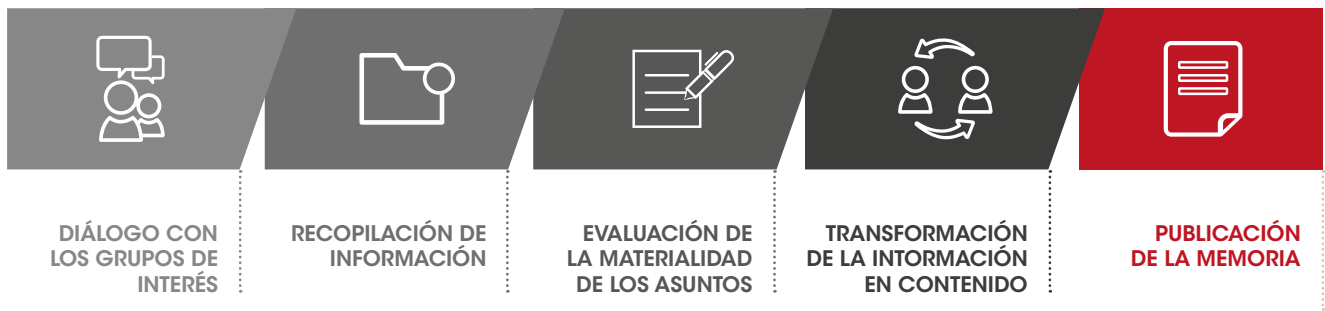 DIÁLOGO CON
LOS GRUPOS DE
INTERÉS
RECOPILACIÓN DE
INFORMACIÓN
EVALUACIÓN DE
LA MATERIALIDAD
DE LOS ASUNTOS
TRANSFORMACIÓN
DE LA INTORMACIÓN
EN CONTENIDO
PUBLICACIÓN
DE LA MEMORIA